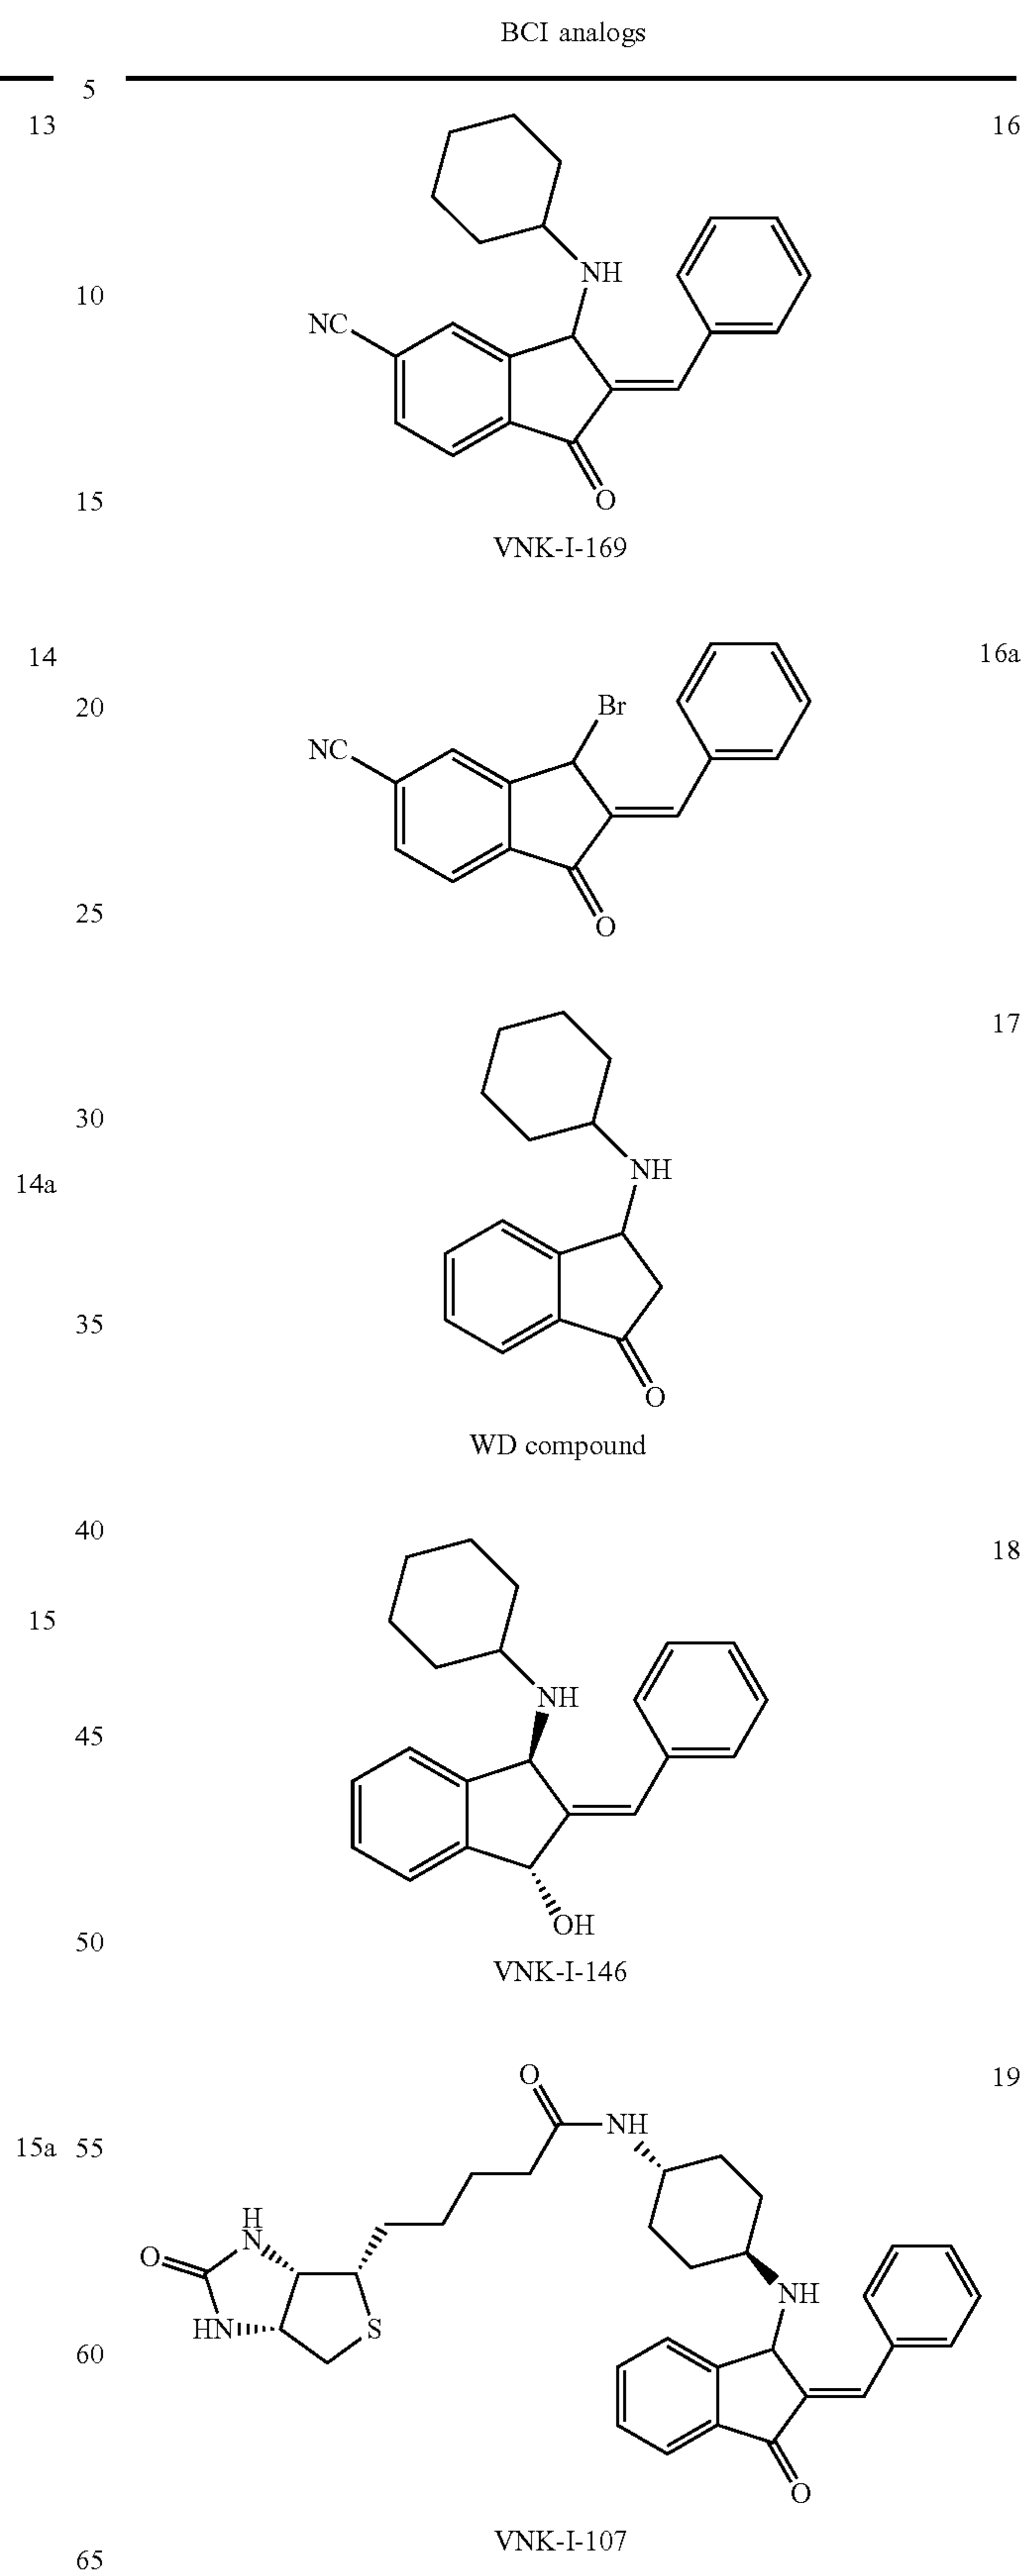 BCI analogs
5
13
16
NH
10
NC
15
O
VNK-I-169
14
16a
20
Br
NC
25
O
17
30
NH
14a
35
O
WD compound
40
18
15
NH
45
OH
50
VNK-I-146
O
19
NH
15a 55
H
N
O
NH
HN
S
60
O
VNK-I-107
65